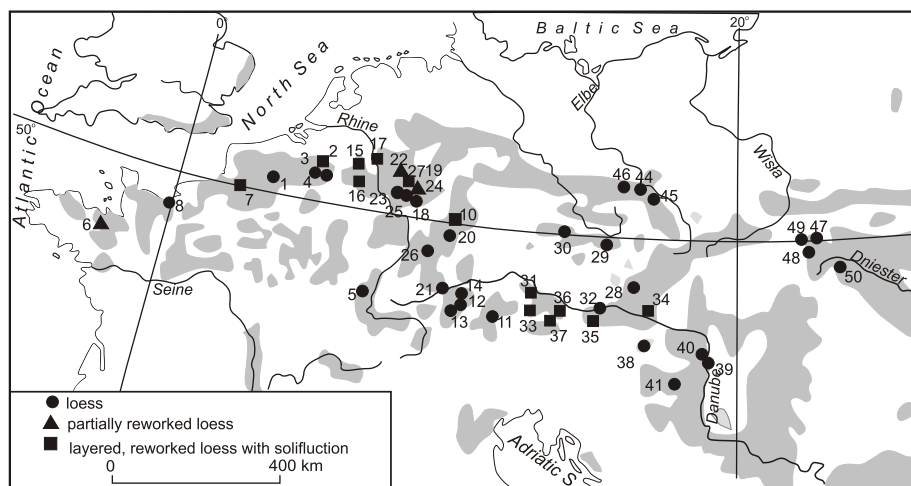 Baltic Sea
20°
0°
Atlantic Ocean
North Sea
Elbe
50°
Rhine
Wisla
3 2 15 17 22 27 19
46 44
1 4 16 23 24 45
7 25 18
8 10
6 20 30 29 49 47
26 48
Dniester
50
Seine
5 21 14 31 28
12 36 32 34
13 11 33 37 35
38 40 39
41
Danube
Adriatic S
loess
partially reworked loess
layered, reworked loess with solifluction
0 400 km